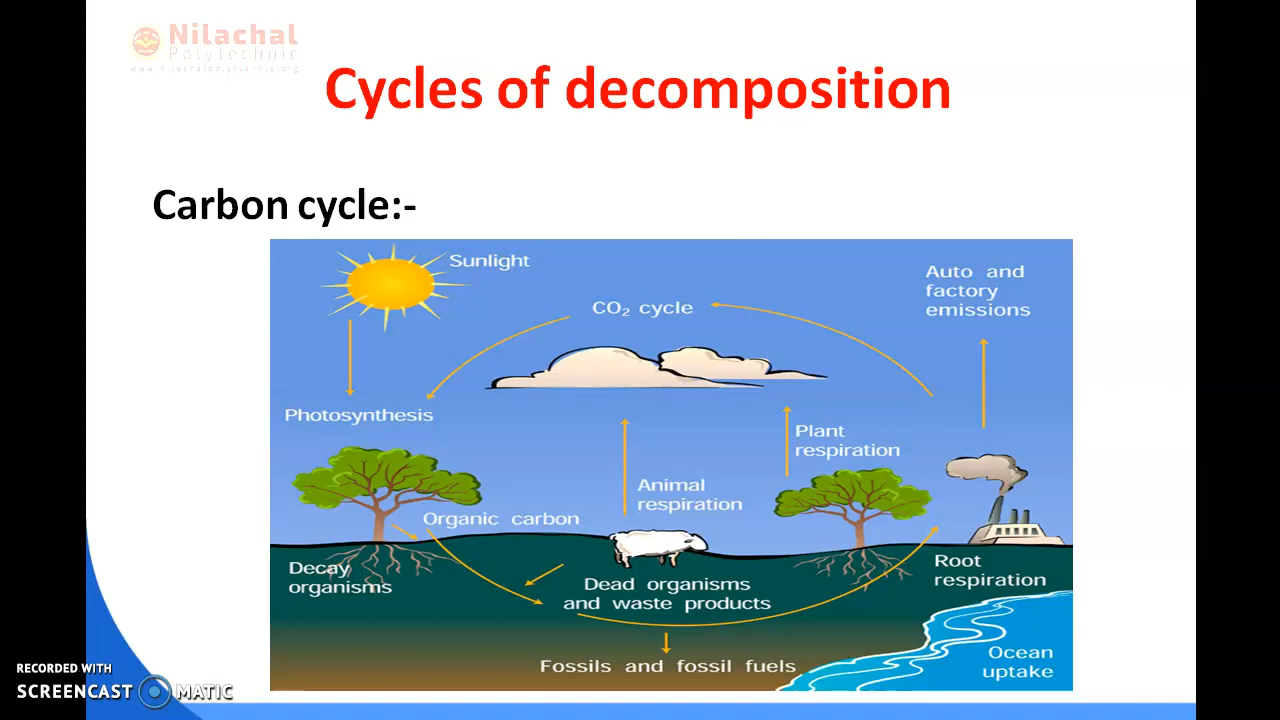 Nilachal
Polytechnic
Cycles of decomposition
Carbon cycle:-
Sunlight
Auto and
factory
emissions
CO₂ cycle
Photosynthesis
Plant
respiration
Animal
respiration
Organic carbon
Decay
organisms
Dead organisms
and waste products
Root
respiration
Fossils and fossil fuels
Ocean
uptake
RECORDED WITH
SCREENCAST MATIC